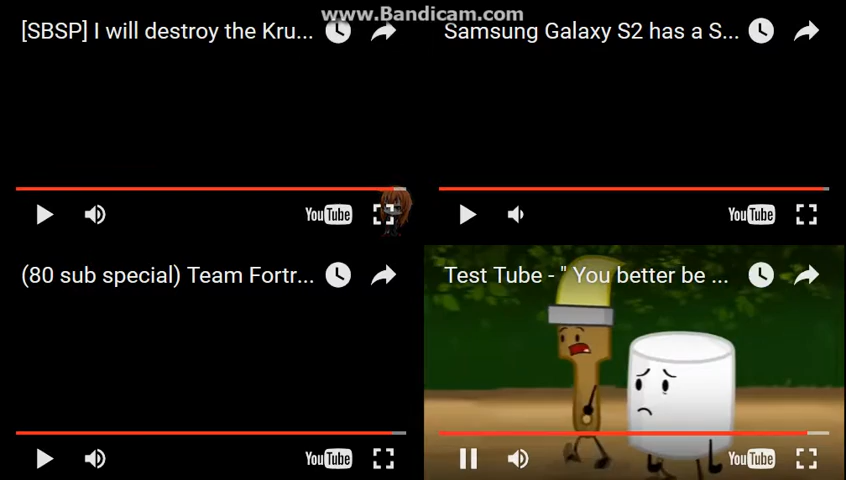 www.Bandicam.com
[SBSP] I will destroy the Kru...
Samsung Galaxy S2 has a S...
YouTube
YouTube
(80 sub special) Team Fortr...
Test Tube - " You better be ...
YouTube
YouTube